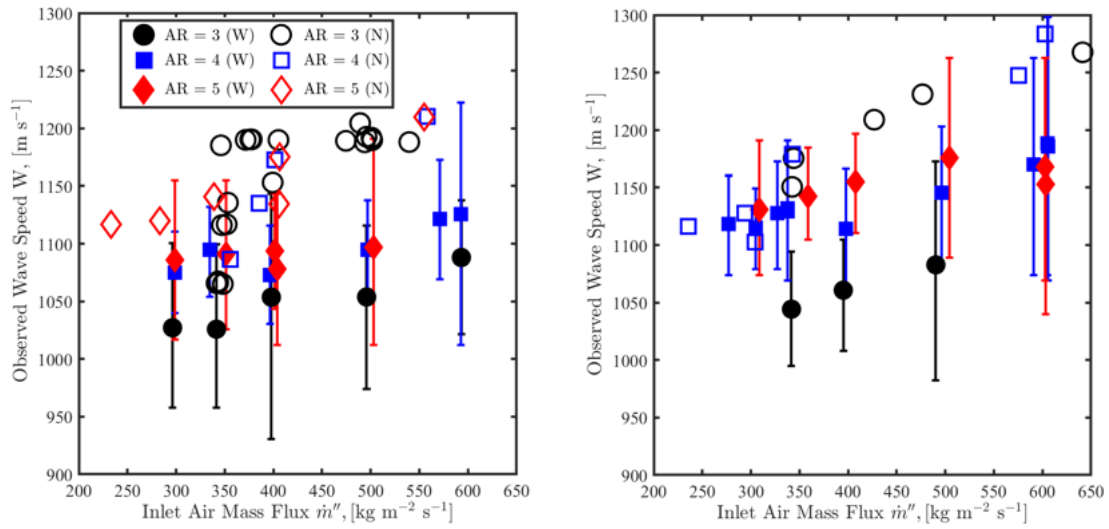 1300
1250
1200
1150
1100
1050
1000
950
900
Observed Wave Speed W, [m s⁻¹]
AR = 3 (W) AR = 3 (N)
AR = 4 (W) AR = 4 (N)
AR = 5 (W) AR = 5 (N)
200 250 300 350 400 450 500 550 600 650
Inlet Air Mass Flux ṁ″, [kg m⁻² s⁻¹]
1300
1250
1200
1150
1100
1050
1000
950
900
Observed Wave Speed W, [m s⁻¹]
200 250 300 350 400 450 500 550 600 650
Inlet Air Mass Flux ṁ″, [kg m⁻² s⁻¹]